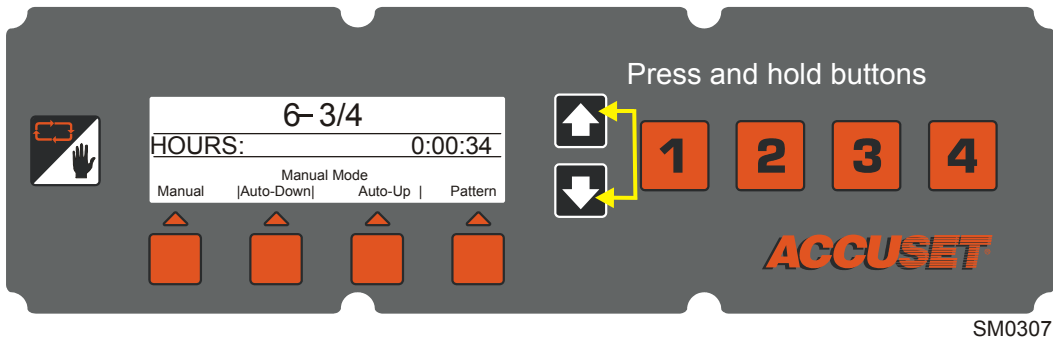 Press and hold buttons
6- 3/4
HOURS: 0:00:34
Manual Mode
Manual |Auto-Down| Auto-Up | Pattern
1 2 3 4
ACCUSET
SM0307